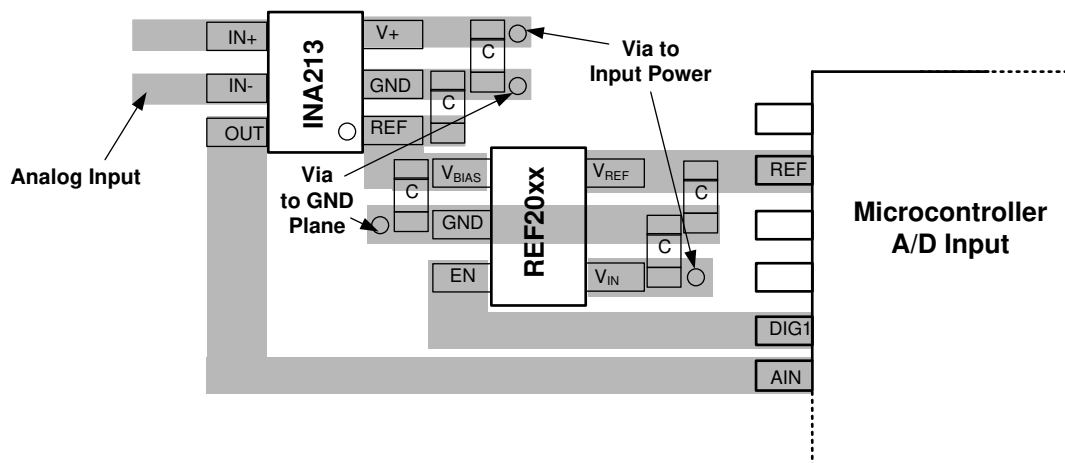 IN+
V+
C
Via to
Input Power
IN-
INA213
GND
C
OUT
REF
Analog Input
Via
to GND
Plane
VBIAS
C
REF20xx
VREF
C
REF
GND
C
Microcontroller
A/D Input
EN
VIN
DIG1
AIN